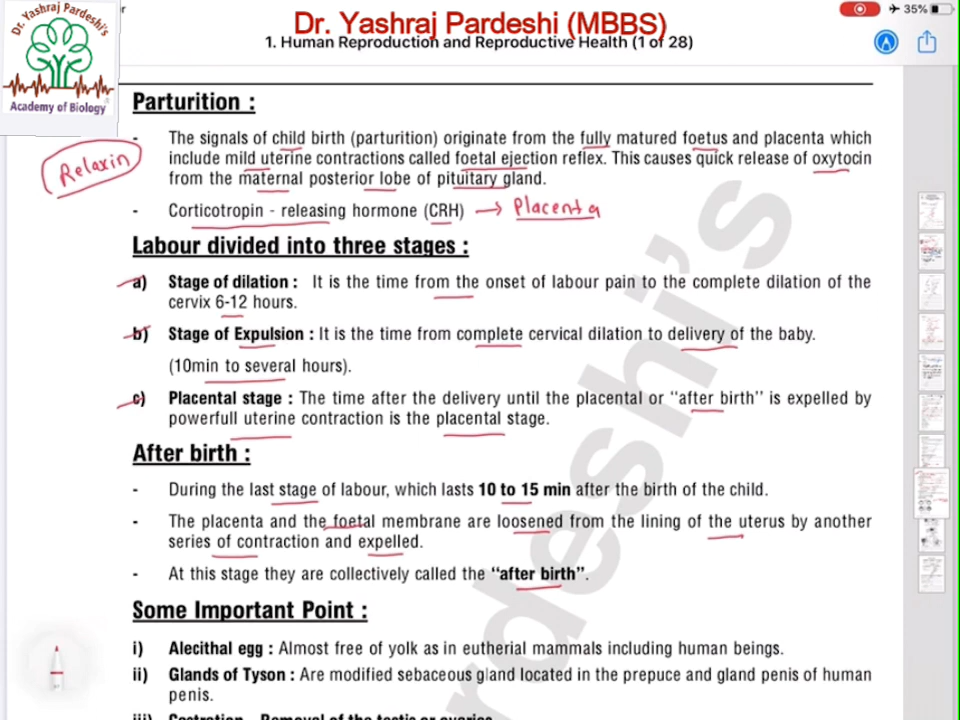 Dr. Yashraj Pardeshi's
Academy of Biology
Dr. Yashraj Pardeshi (MBBS)
35%
1. Human Reproduction and Reproductive Health (1 of 28)
Parturition :
- The signals of child birth (parturition) originate from the fully matured foetus and placenta which
include mild uterine contractions called foetal ejection reflex. This causes quick release of oxytocin
from the maternal posterior lobe of pituitary gland.
Relaxin
- Corticotropin - releasing hormone (CRH) → Placenta
Labour divided into three stages :
a) Stage of dilation : It is the time from the onset of labour pain to the complete dilation of the
cervix 6-12 hours.
b) Stage of Expulsion : It is the time from complete cervical dilation to delivery of the baby.
(10min to several hours).
c) Placental stage : The time after the delivery until the placental or "after birth" is expelled by
powerfull uterine contraction is the placental stage.
After birth :
- During the last stage of labour, which lasts 10 to 15 min after the birth of the child.
- The placenta and the foetal membrane are loosened from the lining of the uterus by another
series of contraction and expelled.
- At this stage they are collectively called the "after birth".
Some Important Point :
i) Alecithal egg : Almost free of yolk as in eutherial mammals including human beings.
ii) Glands of Tyson : Are modified sebaceous gland located in the prepuce and gland penis of human
penis.
iii) Castration - Removal of the testis or ovaries
rdeshi's